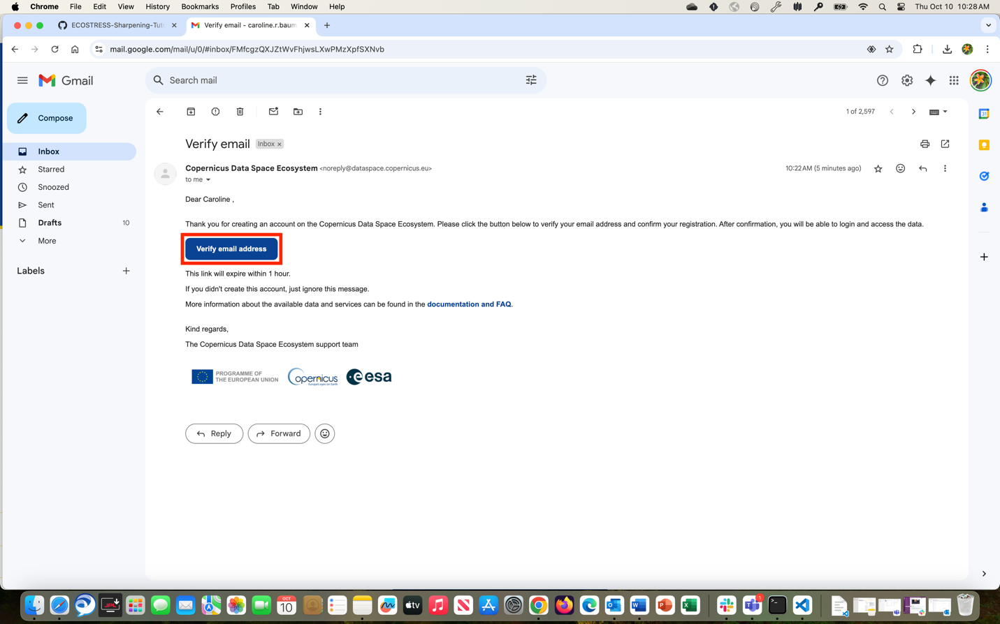 Chrome File Edit View History Bookmarks Profiles Tab Window Help
Thu Oct 10 10:28 AM
ECOSTRESS-Sharpening-Tut
Verify email - caroline.r.baum
mail.google.com/mail/u/0/#inbox/FMfcgzQXJZtWvFhjwsLXwPMzXpfSXNvb
Gmail
Search mail
Compose
1 of 2,597
31
Verify email
Inbox x
Inbox
Starred
Snoozed
Sent
Drafts 10
More
Labels
Copernicus Data Space Ecosystem <noreply@dataspace.copernicus.eu>
10:22 AM (5 minutes ago)
to me
Dear Caroline ,
Thank you for creating an account on the Copernicus Data Space Ecosystem. Please click the button below to verify your email address and confirm your registration. After confirmation, you will be able to login and access the data.
Verify email address
This link will expire within 1 hour.
If you didn't create this account, just ignore this message.
More information about the available data and services can be found in the documentation and FAQ.
Kind regards,
The Copernicus Data Space Ecosystem support team
PROGRAMME OF
THE EUROPEAN UNION
opernicus
Europe's eyes on Earth
esa
Reply
Forward
JPL
OCT
10
tv
1